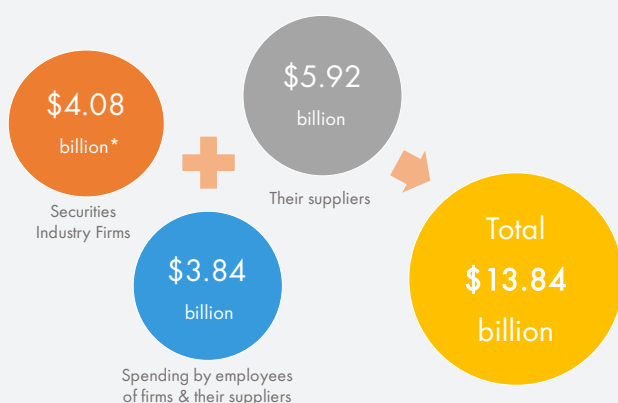 $4.08
billion*
Securities
Industry Firms
$5.92
billion
Their suppliers
$3.84
billion
Spending by employees
of firms & their suppliers
Total
$13.84
billion